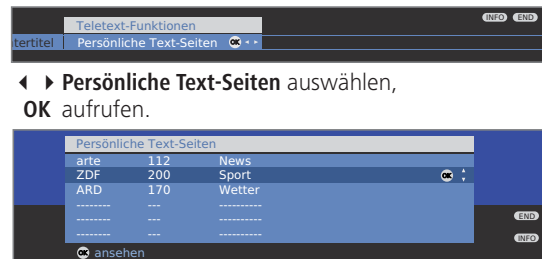 INFO END
Teletext-Funktionen
tertitel Persönliche Text-Seiten OK
Persönliche Text-Seiten auswählen,
OK aufrufen.
Persönliche Text-Seiten
arte 112 News
ZDF 200 Sport OK
ARD 170 Wetter
-------- --- ----------
-------- --- ----------
-------- --- ----------
END
INFO
OK ansehen